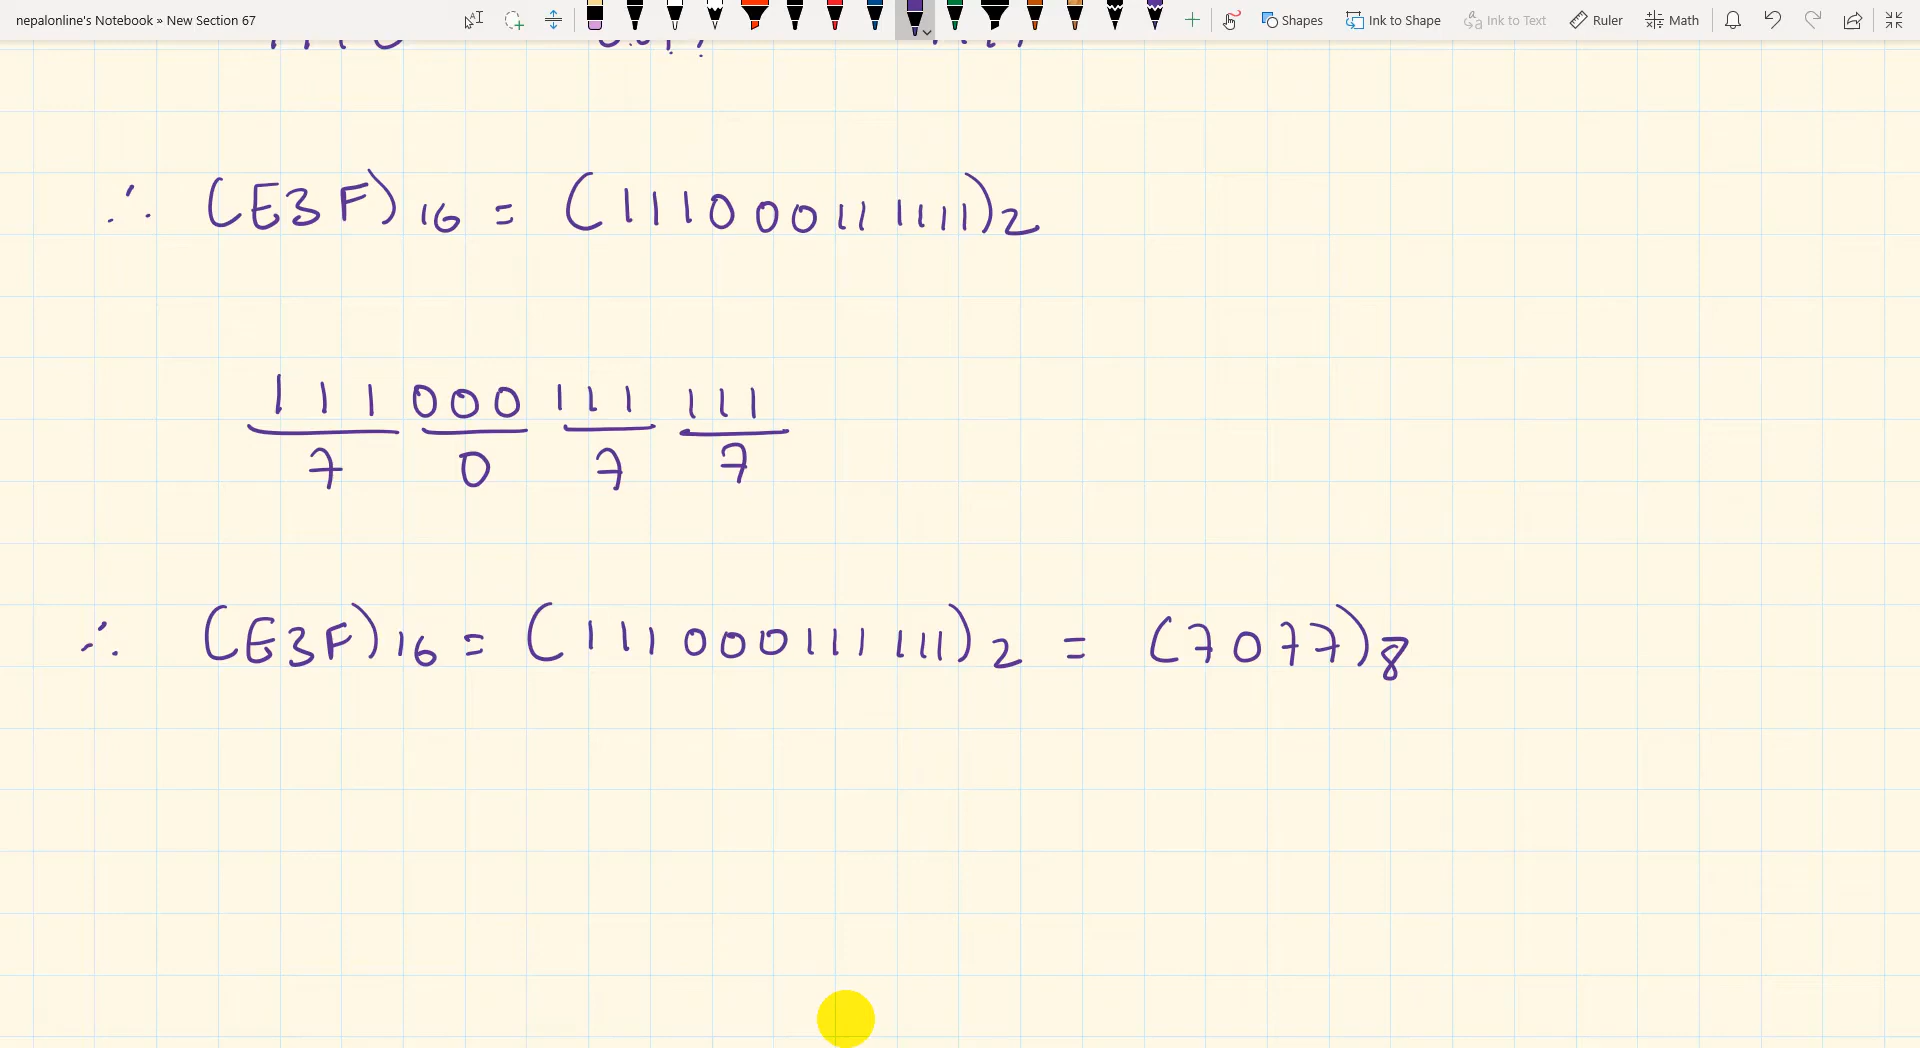 nepalonline's Notebook » New Section 67
Shapes Ink to Shape Ink to Text Ruler Math
∴ (E3F)16 = (111000111111)2
111 000 111 111
7 0 7 7
∴ (E3F)16 = (111000111111)2 = (7077)8